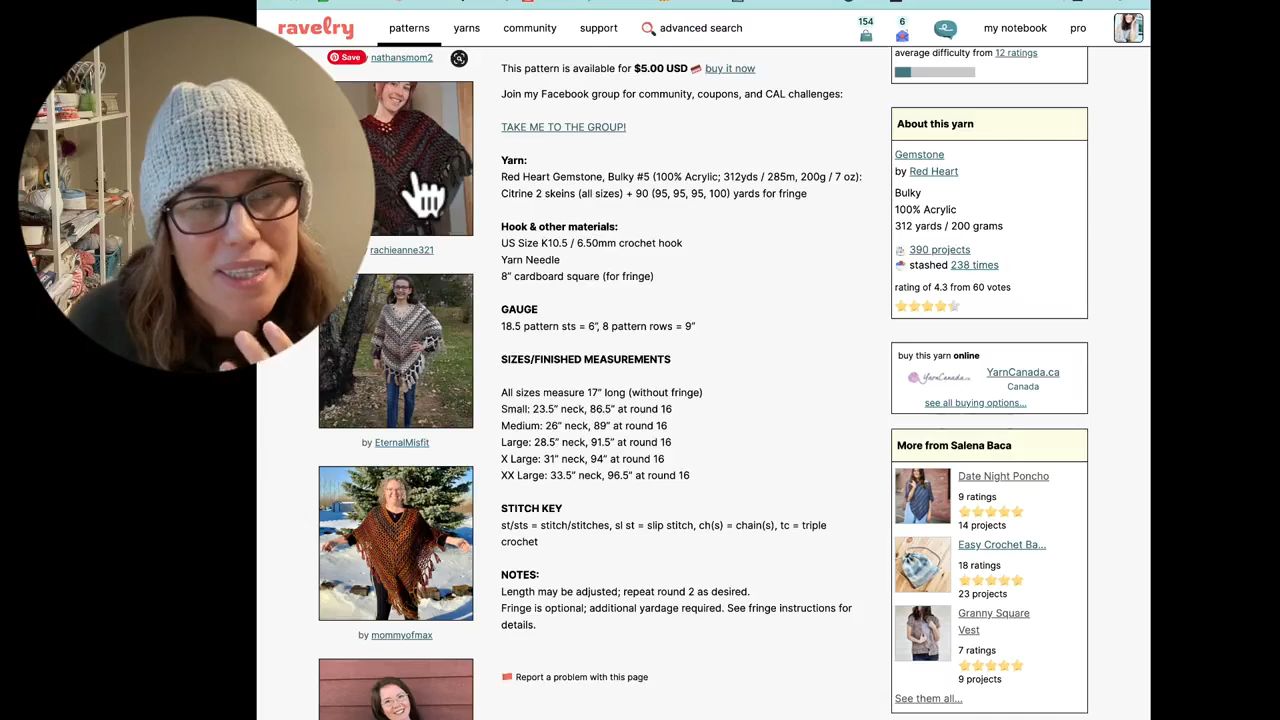 ravelry
patterns
yarns
community
support
advanced search
154
6
my notebook
pro
Save
nathansmom2
rachieanne321
by EternalMisfit
by mommyofmax
This pattern is available for $5.00 USD buy it now
Join my Facebook group for community, coupons, and CAL challenges:
TAKE ME TO THE GROUP!
Yarn:
Red Heart Gemstone, Bulky #5 (100% Acrylic; 312yds / 285m, 200g / 7 oz):
Citrine 2 skeins (all sizes) + 90 (95, 95, 95, 100) yards for fringe
Hook & other materials:
US Size K10.5 / 6.50mm crochet hook
Yarn Needle
8” cardboard square (for fringe)
GAUGE
18.5 pattern sts = 6”, 8 pattern rows = 9”
SIZES/FINISHED MEASUREMENTS
All sizes measure 17” long (without fringe)
Small: 23.5” neck, 86.5” at round 16
Medium: 26” neck, 89” at round 16
Large: 28.5” neck, 91.5” at round 16
X Large: 31” neck, 94” at round 16
XX Large: 33.5” neck, 96.5” at round 16
STITCH KEY
st/sts = stitch/stitches, sl st = slip stitch, ch(s) = chain(s), tc = triple
crochet
NOTES:
Length may be adjusted; repeat round 2 as desired.
Fringe is optional; additional yardage required. See fringe instructions for
details.
Report a problem with this page
average difficulty from 12 ratings
About this yarn
Gemstone
by Red Heart
Bulky
100% Acrylic
312 yards / 200 grams
390 projects
stashed 238 times
rating of 4.3 from 60 votes
buy this yarn online
YarnCanada.ca
YarnCanada.ca
Canada
see all buying options...
More from Salena Baca
Date Night Poncho
9 ratings
14 projects
Easy Crochet Ba...
18 ratings
23 projects
Granny Square
Vest
7 ratings
9 projects
See them all...